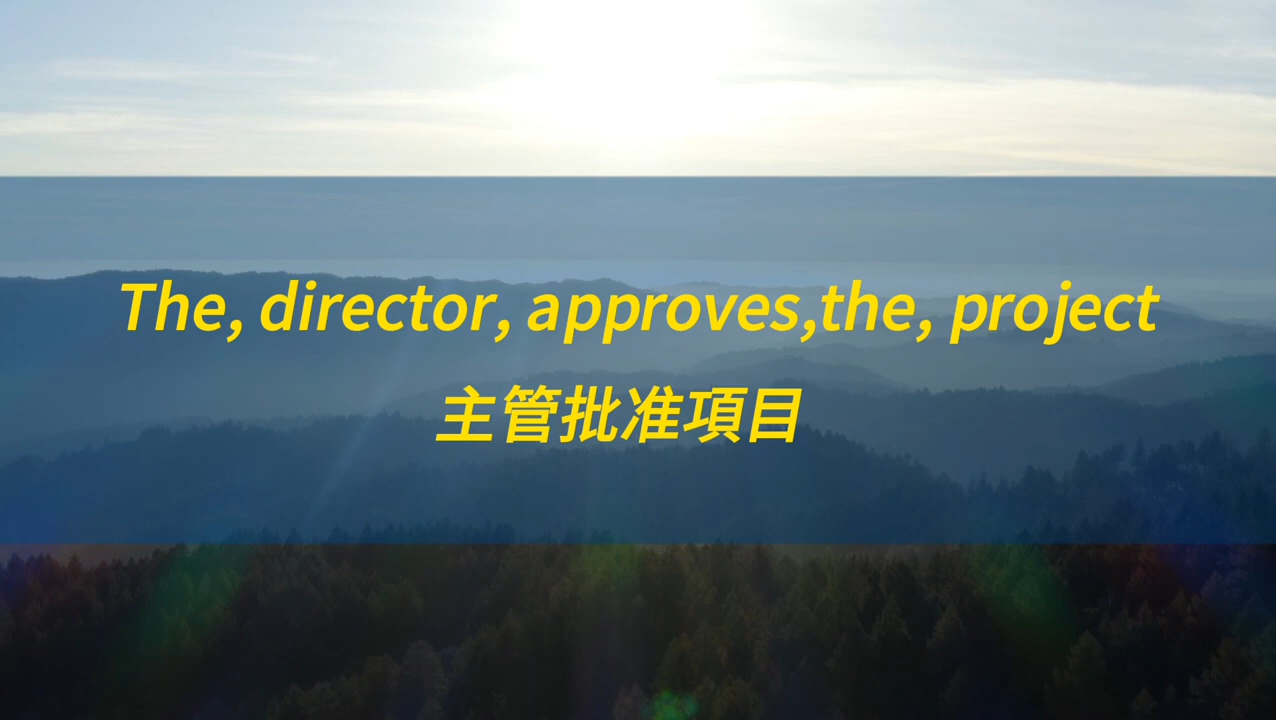 The, director, approves,the, project
主管批准項目